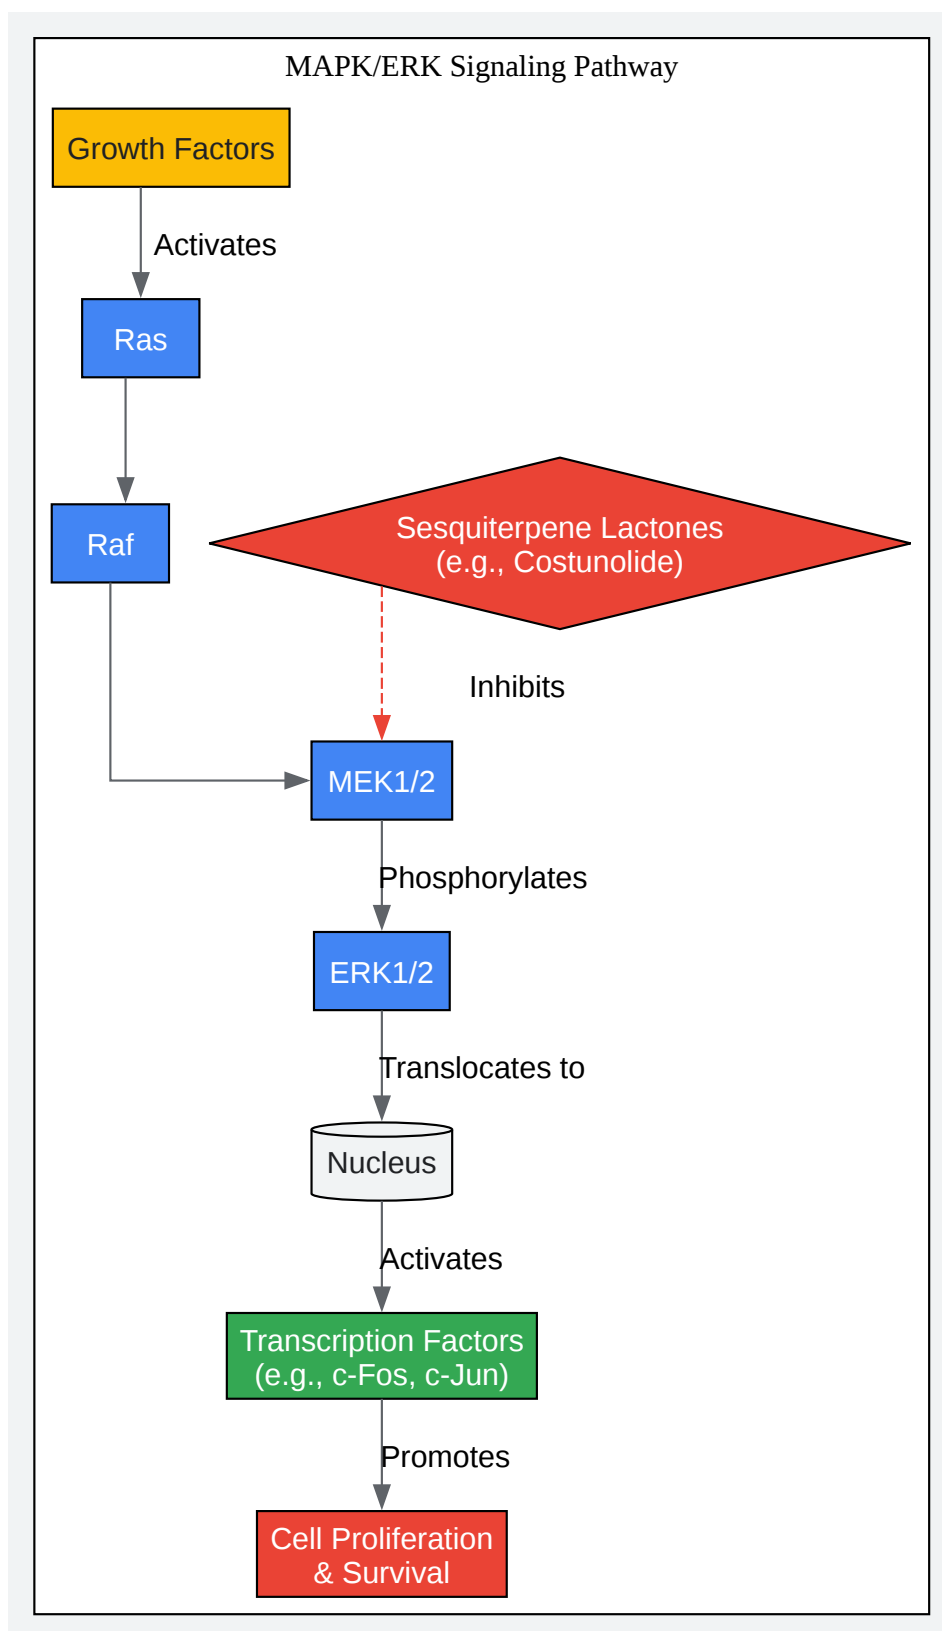 MAPK/ERK Signaling Pathway
Growth Factors
Activates
Ras
Raf
Sesquiterpene Lactones
(e.g., Costunolide)
Inhibits
MEK1/2
Phosphorylates
ERK1/2
Translocates to
Nucleus
Activates
Transcription Factors
(e.g., c-Fos, c-Jun)
Promotes
Cell Proliferation
& Survival